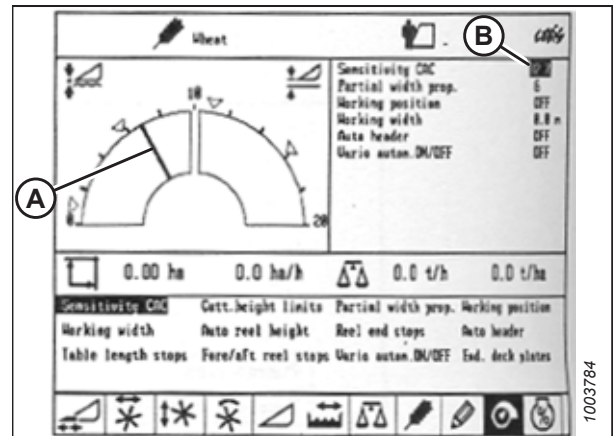 Wheat
B
Sensitivity CAC
Partial width prop. 6
Working position OFF
Working width 0.0 m
Auto header OFF
Vario autom.ON/OFF OFF
10
A
0
20
0.00 ha 0.0 ha/h 0.0 t/h 0.0 t/ha
Sensitivity CAC Cutt.height limits Partial width prop. Working position
Working width Auto reel height Reel end stops Auto header
Table length stops Fore/aft reel stops Vario autom.ON/OFF End. deck plates
1003784